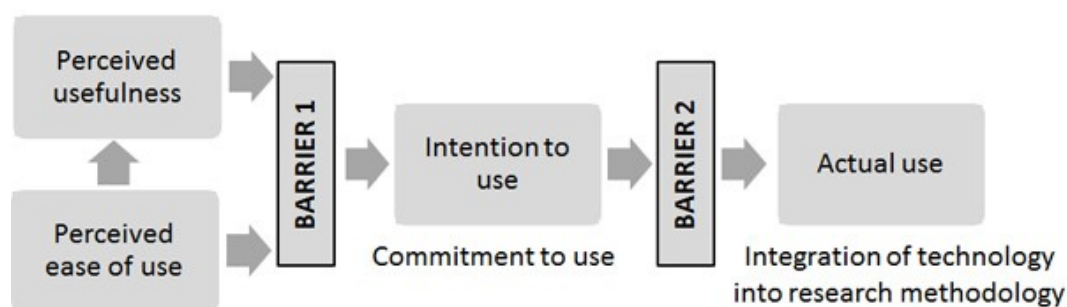 Perceived
usefulness
Perceived
ease of use
BARRIER 1
Intention to
use
Commitment to use
BARRIER 2
Actual use
Integration of technology
into research methodology